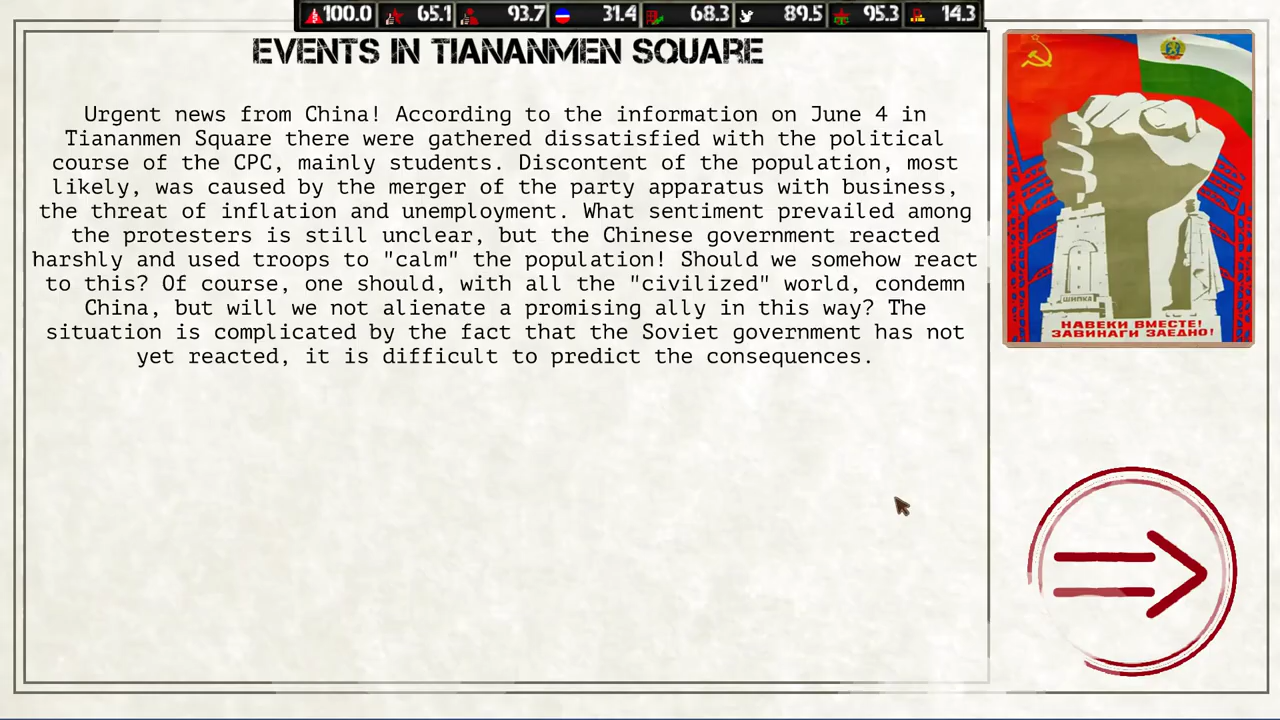 100.0 65.1 93.7 31.4 68.3 89.5 95.3 14.3
EVENTS IN TIANANMEN SQUARE
Urgent news from China! According to the information on June 4 in
Tiananmen Square there were gathered dissatisfied with the political
course of the CPC, mainly students. Discontent of the population, most
likely, was caused by the merger of the party apparatus with business,
the threat of inflation and unemployment. What sentiment prevailed among
the protesters is still unclear, but the Chinese government reacted
harshly and used troops to "calm" the population! Should we somehow react
to this? Of course, one should, with all the "civilized" world, condemn
China, but will we not alienate a promising ally in this way? The
situation is complicated by the fact that the Soviet government has not
yet reacted, it is difficult to predict the consequences.
ШИПКА
НАВЕКИ ВМЕСТЕ!
ЗАВИНАГИ ЗАЕДНО!